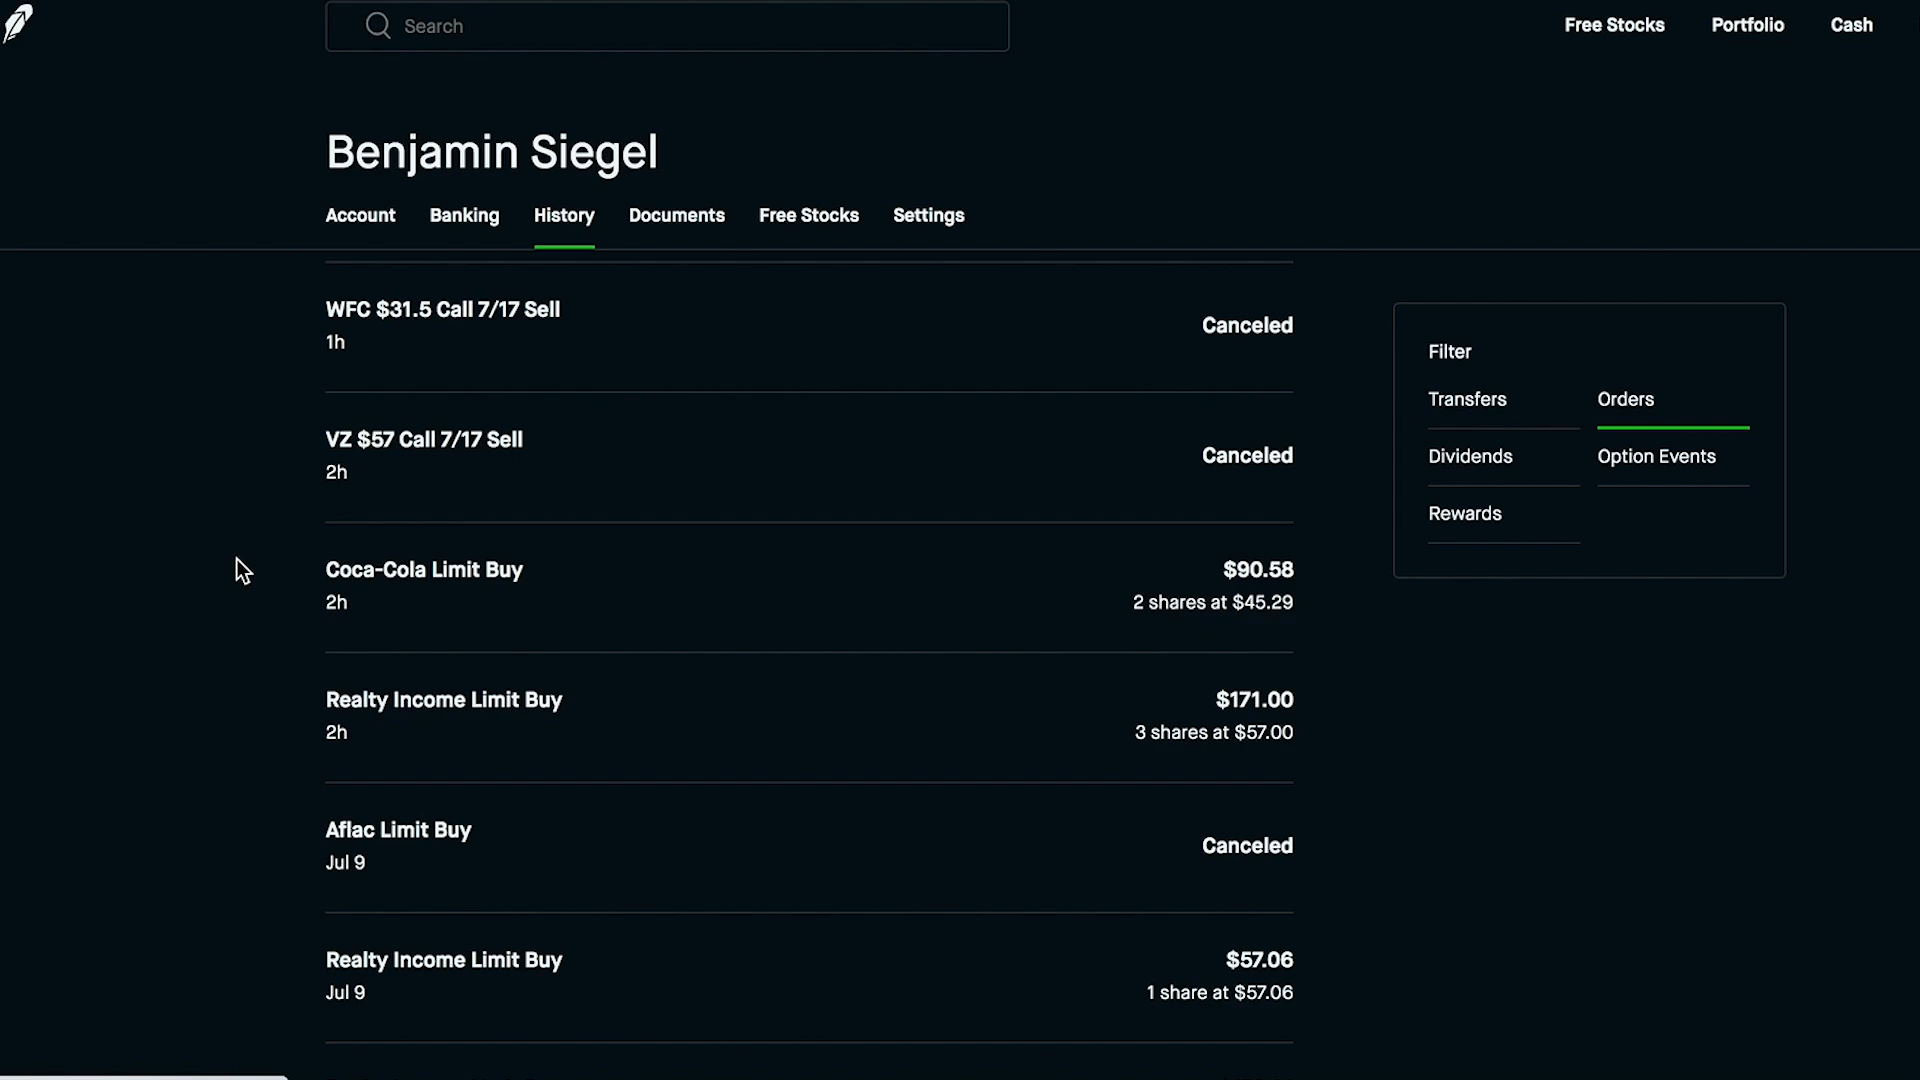 Search
Free Stocks
Portfolio
Cash
Benjamin Siegel
Account
Banking
History
Documents
Free Stocks
Settings
WFC $31.5 Call 7/17 Sell
1h
Canceled
VZ $57 Call 7/17 Sell
2h
Canceled
Coca-Cola Limit Buy
2h
$90.58
2 shares at $45.29
Realty Income Limit Buy
2h
$171.00
3 shares at $57.00
Aflac Limit Buy
Jul 9
Canceled
Realty Income Limit Buy
Jul 9
$57.06
1 share at $57.06
Filter
Transfers
Orders
Dividends
Option Events
Rewards